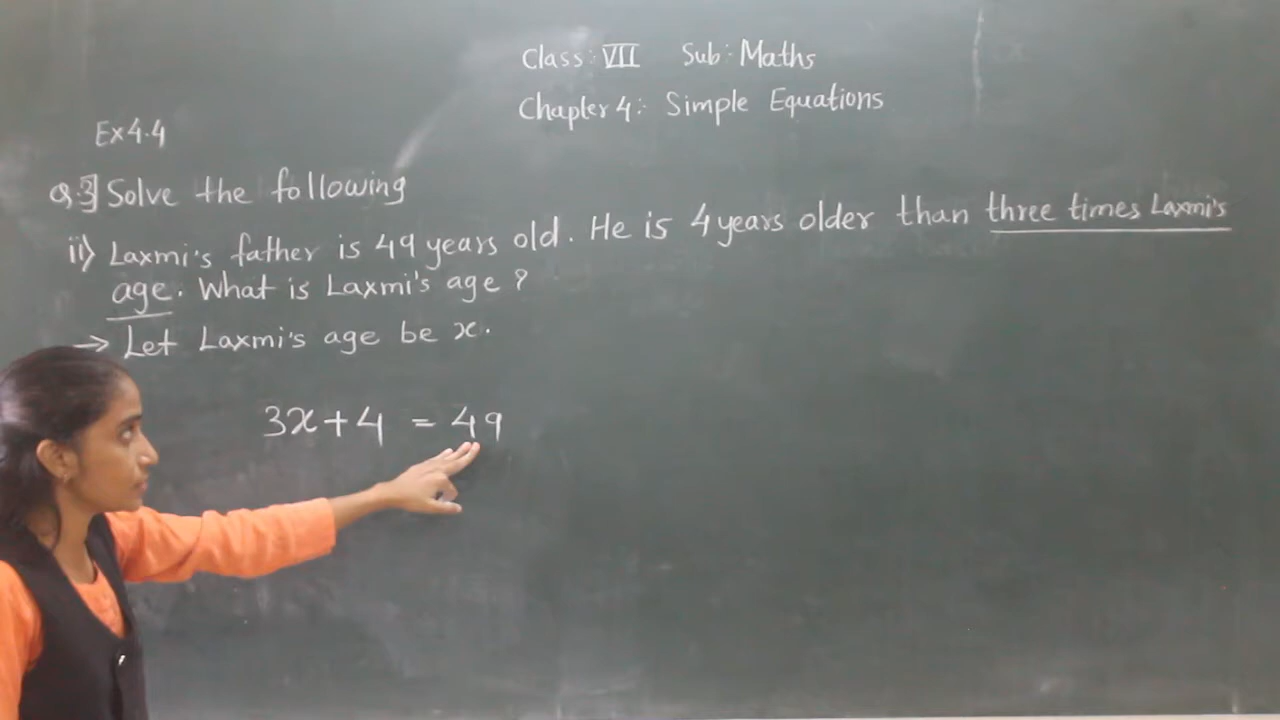 Class: VII Sub: Maths
Chapter 4: Simple Equations
Ex 4.4
Q.3] Solve the following
ii) Laxmi's father is 49 years old. He is 4 years older than three times Laxmi's
age. What is Laxmi's age?
→ Let Laxmi's age be x.
3x + 4 = 49